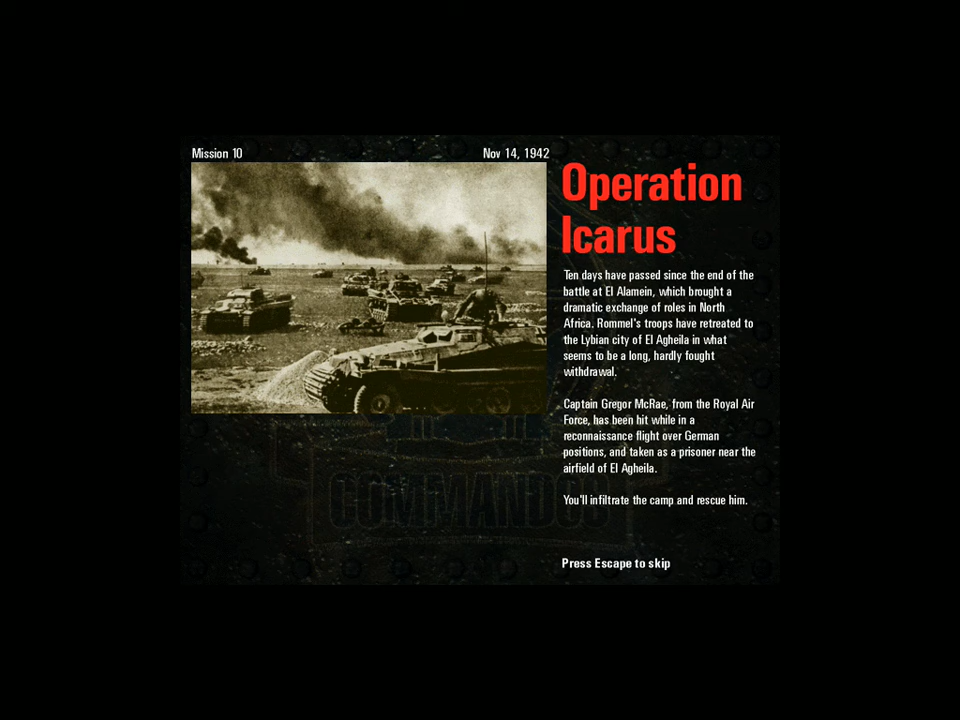 Mission 10
Nov 14, 1942
Operation
Icarus
Ten days have passed since the end of the
battle at El Alamein, which brought a
dramatic exchange of roles in North
Africa. Rommel's troops have retreated to
the Lybian city of El Agheila in what
seems to be a long, hardly fought
withdrawal.
Captain Gregor McRae, from the Royal Air
Force, has been hit while in a
reconnaissance flight over German
positions, and taken as a prisoner near the
airfield of El Agheila.
You'll infiltrate the camp and rescue him.
COMMANDOS
Press Escape to skip